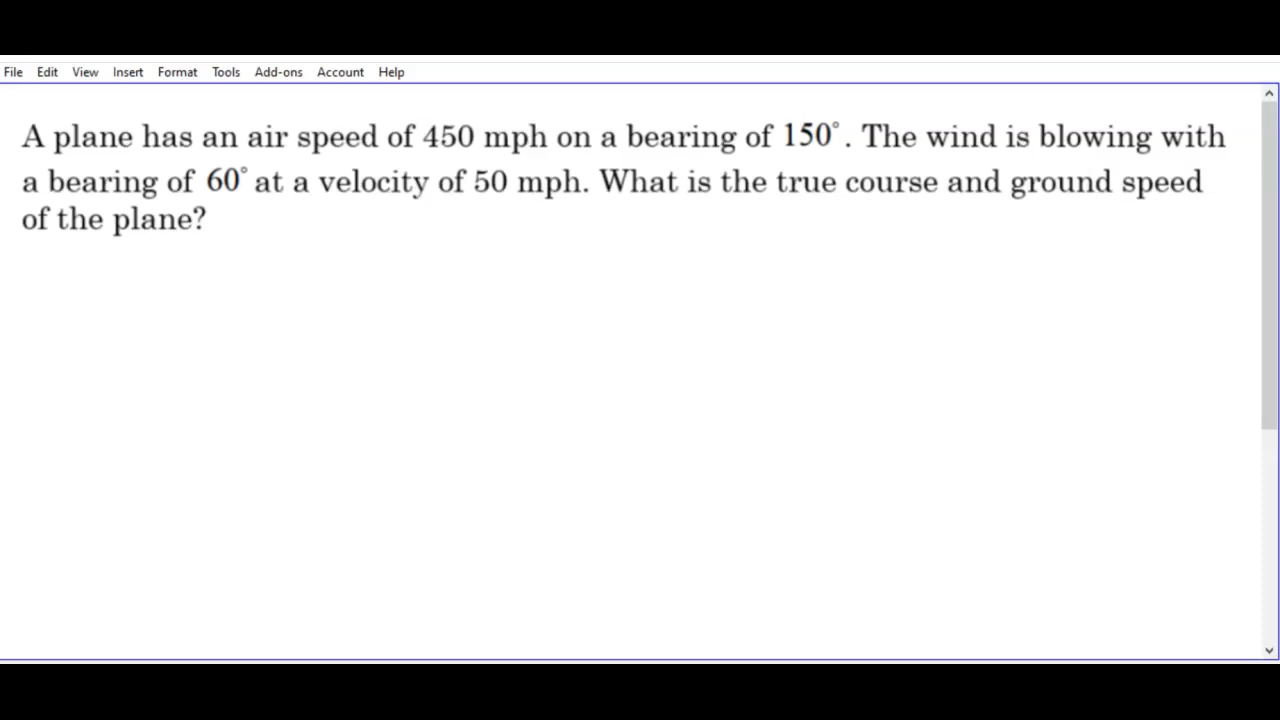 File Edit View Insert Format Tools Add-ons Account Help
A plane has an air speed of 450 mph on a bearing of 150°. The wind is blowing with
a bearing of 60° at a velocity of 50 mph. What is the true course and ground speed
of the plane?